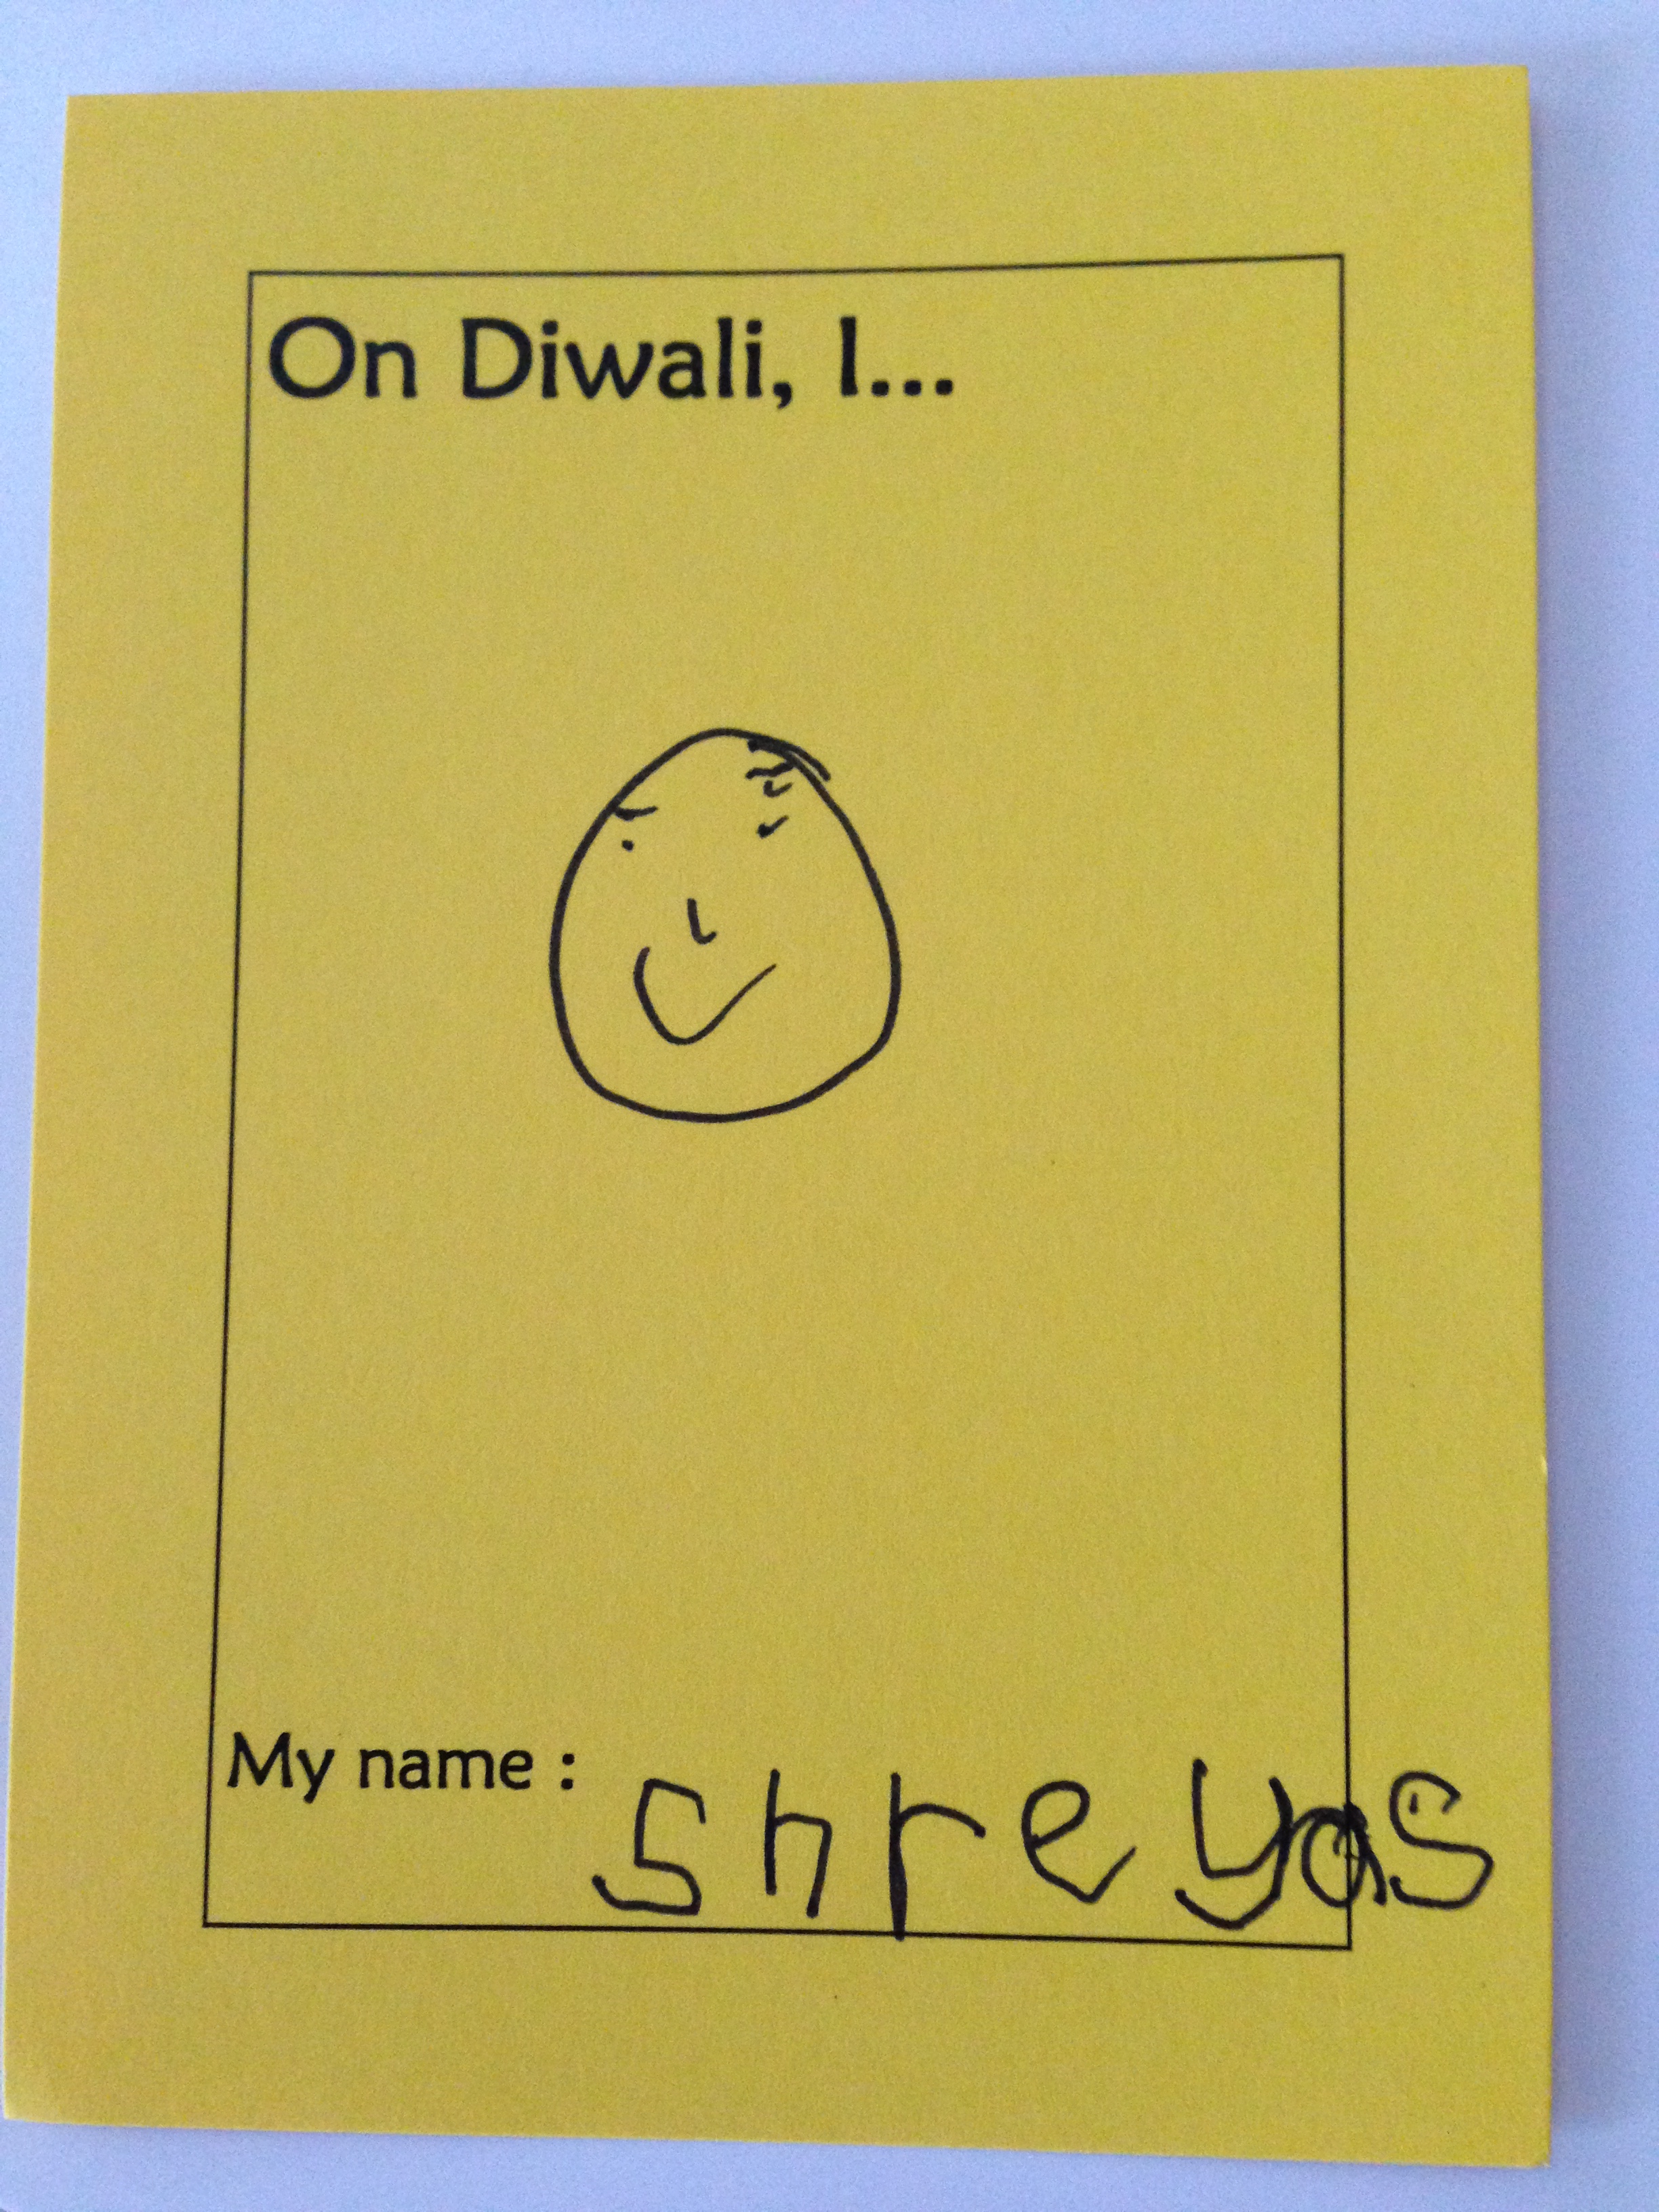 On Diwali, I...
My name : shreyas